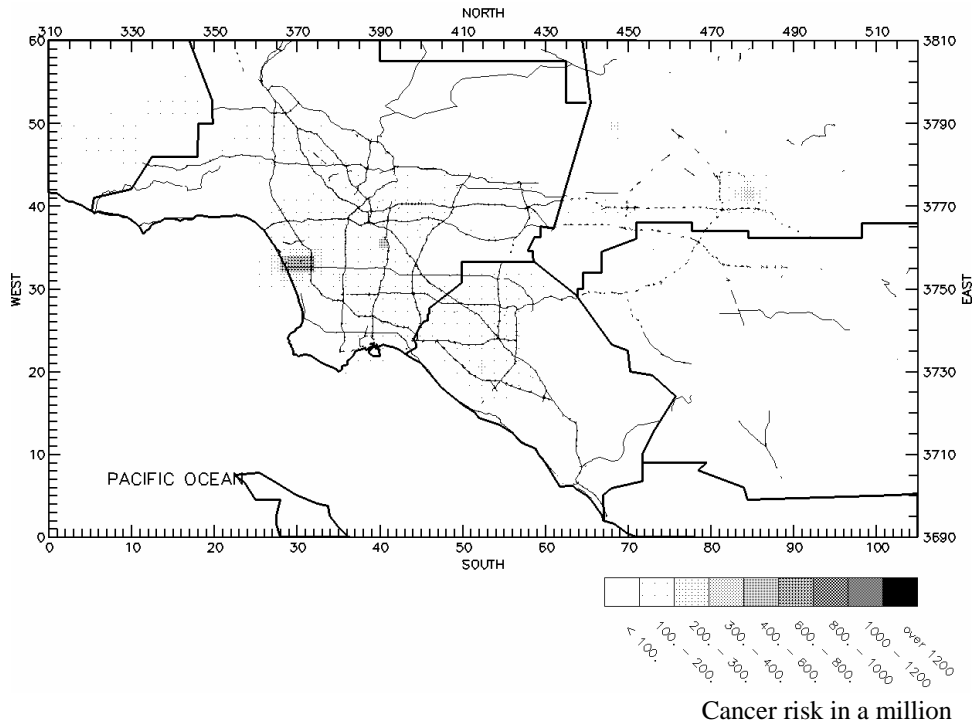 NORTH
310 330 350 370 390 410 430 450 470 490 510
60 3810
50 3790
40 3770
WEST
30 3750
EAST
20 3730
10 3710
PACIFIC OCEAN
0 3690
0 10 20 30 40 50 60 70 80 90 100
SOUTH
< 100.
100. - 200.
200. - 300.
300. - 400.
400. - 600.
600. - 800.
800. - 1000
1000 - 1200
over 1200
Cancer risk in a million